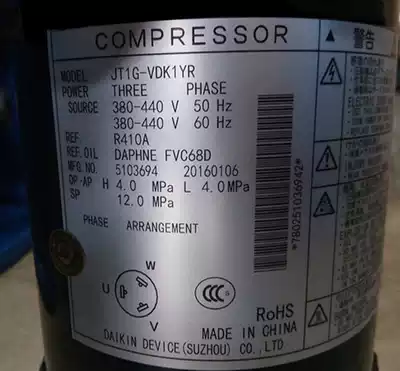 COMPRESSOR
MODEL JT1G-VDK1YR
POWER THREE PHASE
SOURCE 380-440 V 50 Hz
380-440 V 60 Hz
REF. R410A
REF.OIL DAPHNE FVC68D
MFG.NO. 5103694 20160106
OP-AP H 4.0 MPa L 4.0MPa
SP 12.0 MPa
PHASE ARRANGEMENT
W
U
V
CCC
RoHS
MADE IN CHINA
DAIKIN DEVICE(SUZHOU) CO.,LTD
*780251036942*
警告